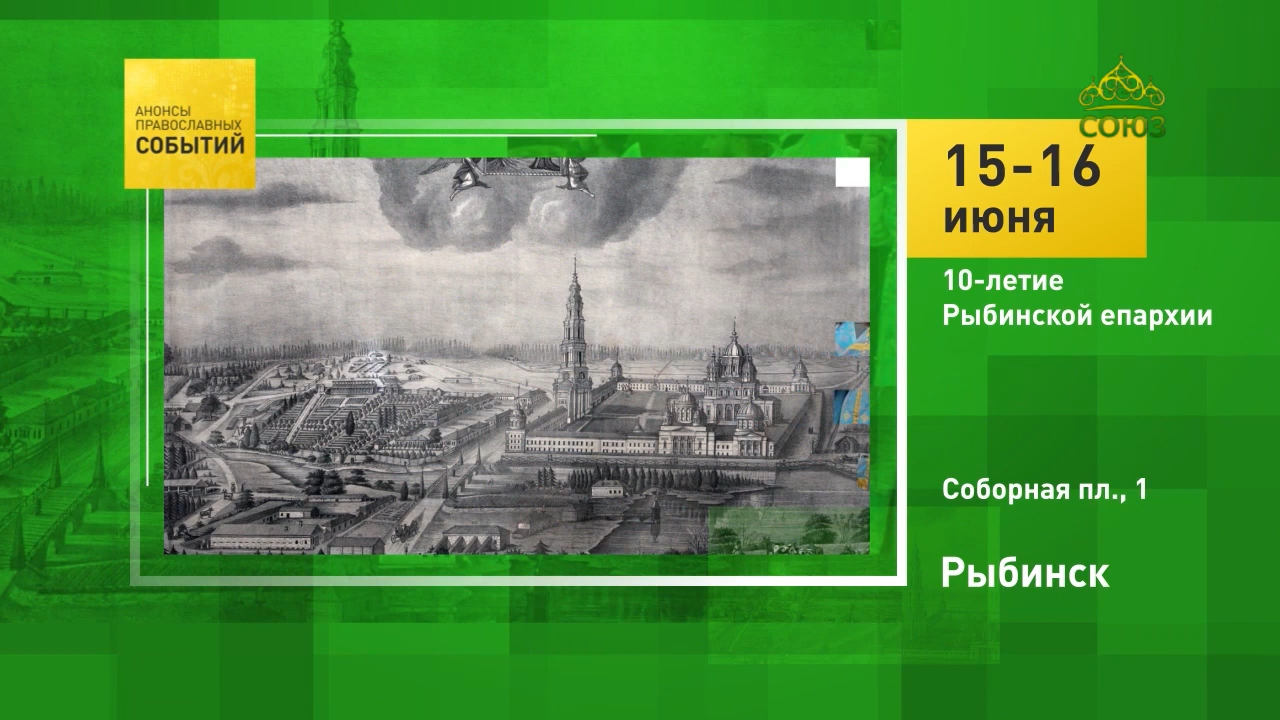 АНОНСЫ
ПРАВОСЛАВНЫХ
СОБЫТИЙ
СОЮЗ
15-16
июня
10-летие
Рыбинской епархии
Соборная пл., 1
Рыбинск